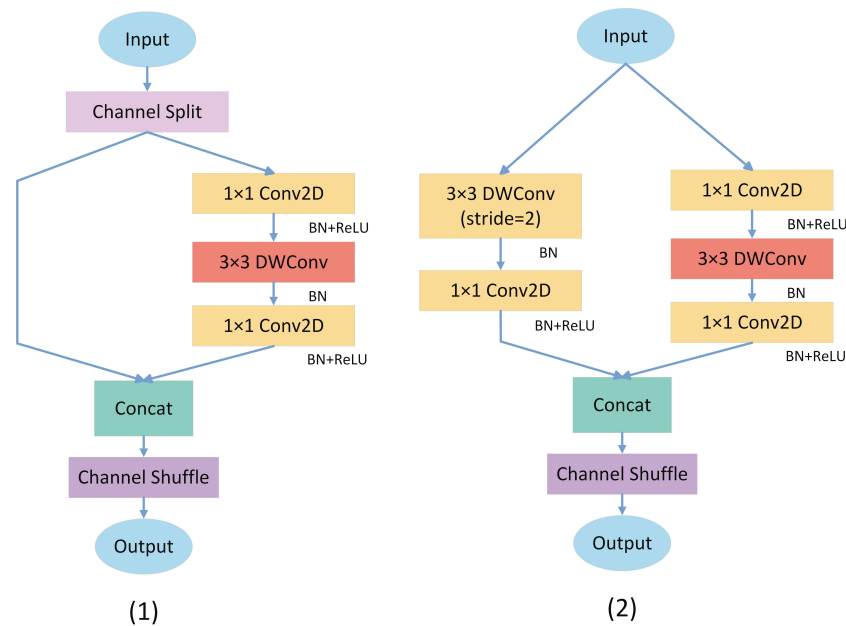 Input
Channel Split
1×1 Conv2D
BN+ReLU
3×3 DWConv
BN
1×1 Conv2D
BN+ReLU
Concat
Channel Shuffle
Output
(1)
Input
3×3 DWConv
(stride=2)
BN
1×1 Conv2D
BN+ReLU
1×1 Conv2D
BN+ReLU
3×3 DWConv
BN
1×1 Conv2D
BN+ReLU
Concat
Channel Shuffle
Output
(2)